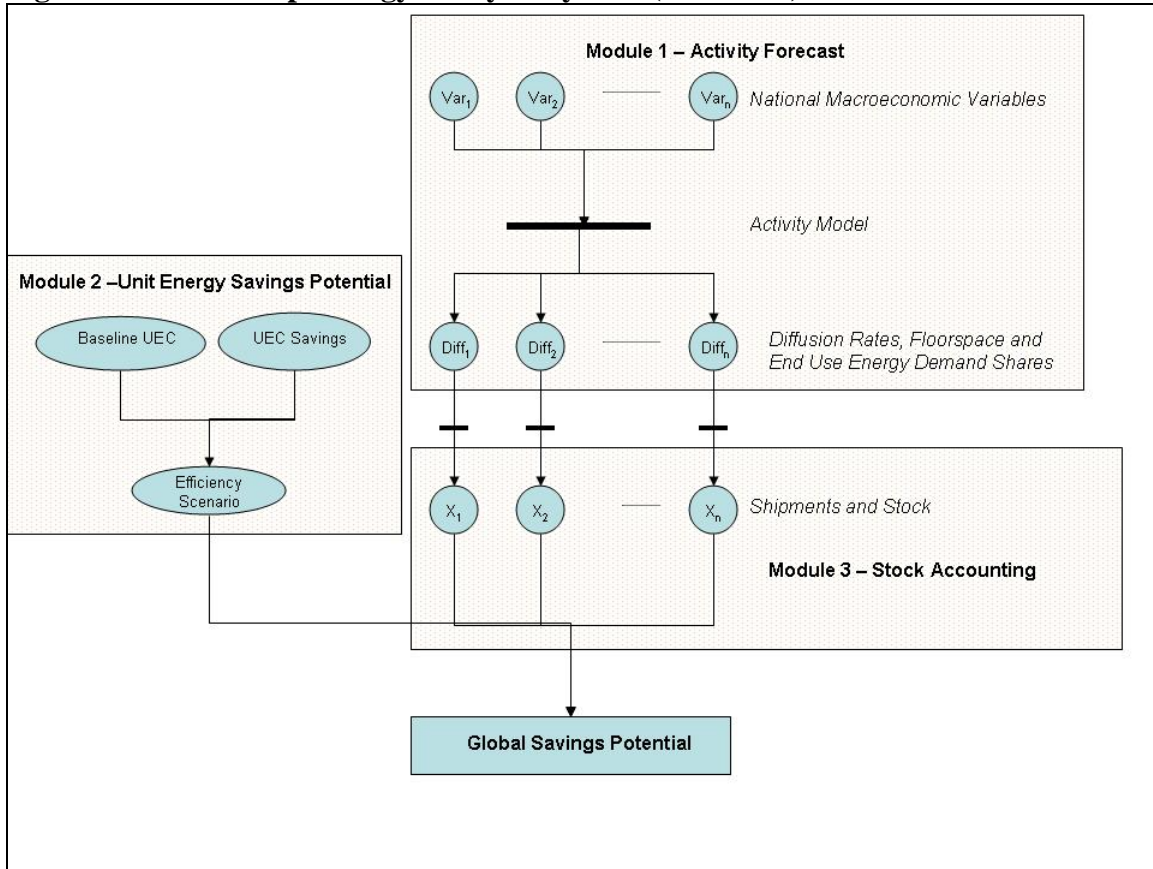 Module 1 – Activity Forecast
Var1
Var2
Varn
National Macroeconomic Variables
Activity Model
Module 2 –Unit Energy Savings Potential
Baseline UEC
UEC Savings
Diff1
Diff2
Diffn
Diffusion Rates, Floorspace and
End Use Energy Demand Shares
Efficiency
Scenario
X1
X2
Xn
Shipments and Stock
Module 3 – Stock Accounting
Global Savings Potential